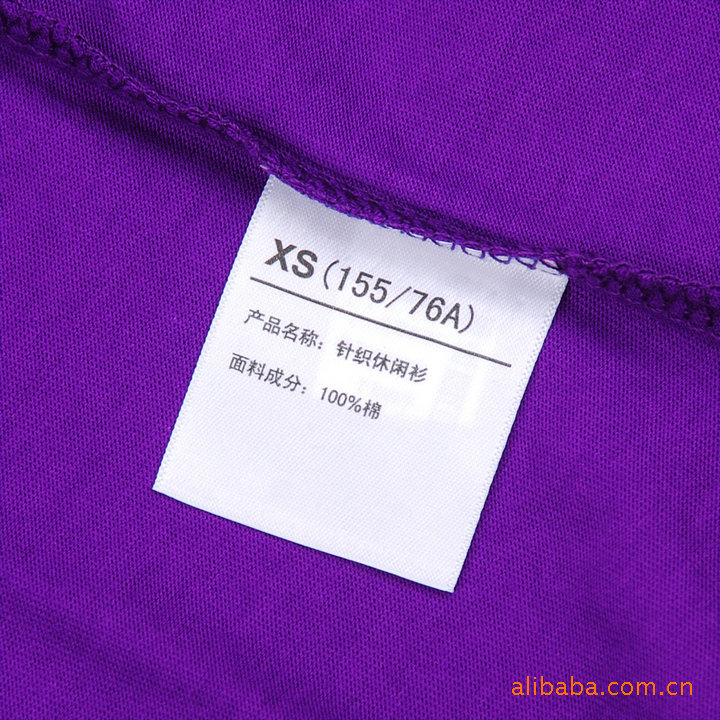 XS(155/76A)
产品名称：针织休闲衫
面料成分：100%棉
alibaba.com.cn